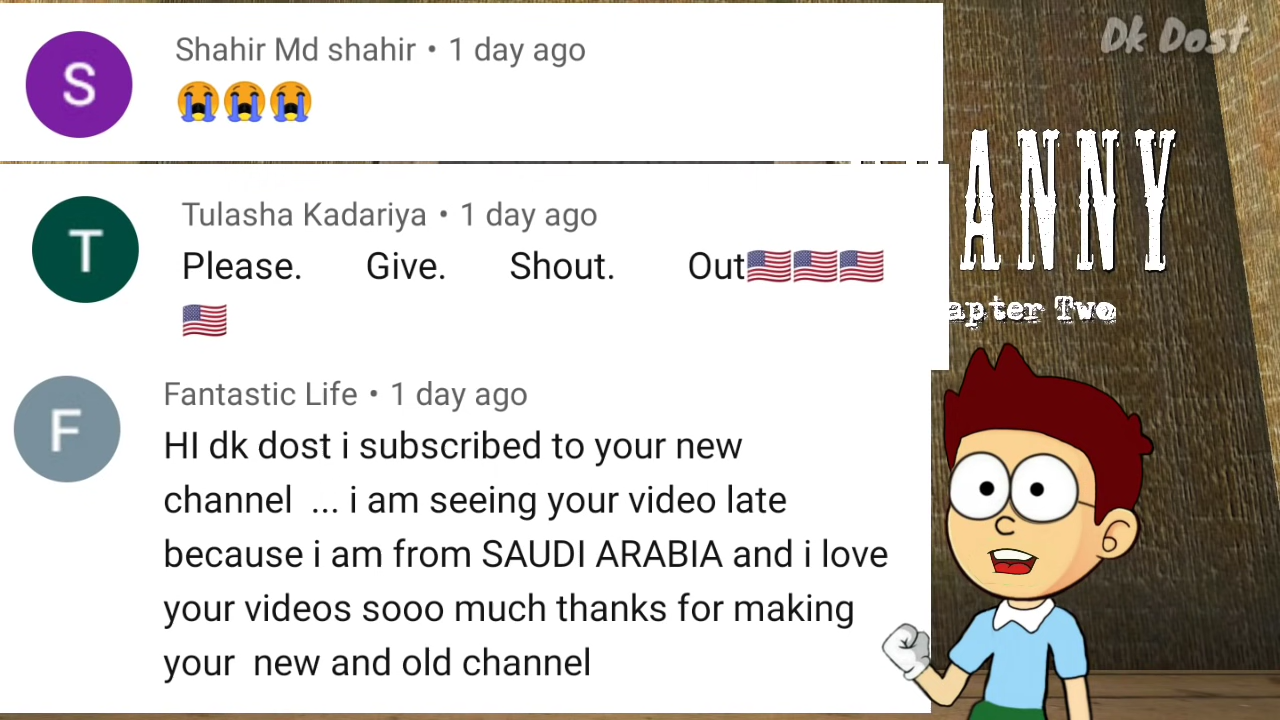 Dk Dost
S
Shahir Md shahir • 1 day ago
😭😭😭
T
Tulasha Kadariya • 1 day ago
Please. Give. Shout. Out🇺🇸🇺🇸🇺🇸
🇺🇸
ANNY
apter Two
F
Fantastic Life • 1 day ago
HI dk dost i subscribed to your new
channel ... i am seeing your video late
because i am from SAUDI ARABIA and i love
your videos sooo much thanks for making
your new and old channel